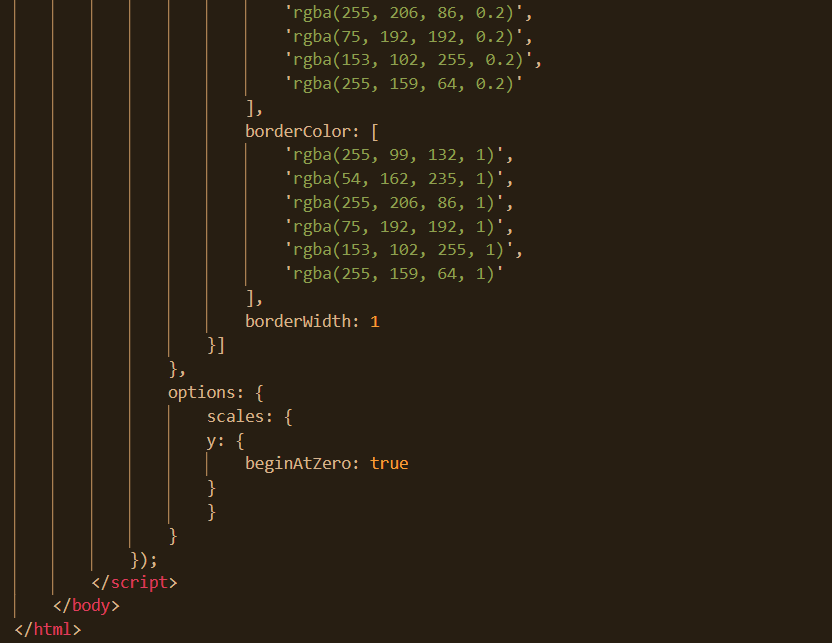 'rgba(255, 206, 86, 0.2)',
'rgba(75, 192, 192, 0.2)',
'rgba(153, 102, 255, 0.2)',
'rgba(255, 159, 64, 0.2)'
],
borderColor: [
'rgba(255, 99, 132, 1)',
'rgba(54, 162, 235, 1)',
'rgba(255, 206, 86, 1)',
'rgba(75, 192, 192, 1)',
'rgba(153, 102, 255, 1)',
'rgba(255, 159, 64, 1)'
],
borderWidth: 1
}]
},
options: {
scales: {
y: {
beginAtZero: true
}
}
}
});
</script>
</body>
</html>